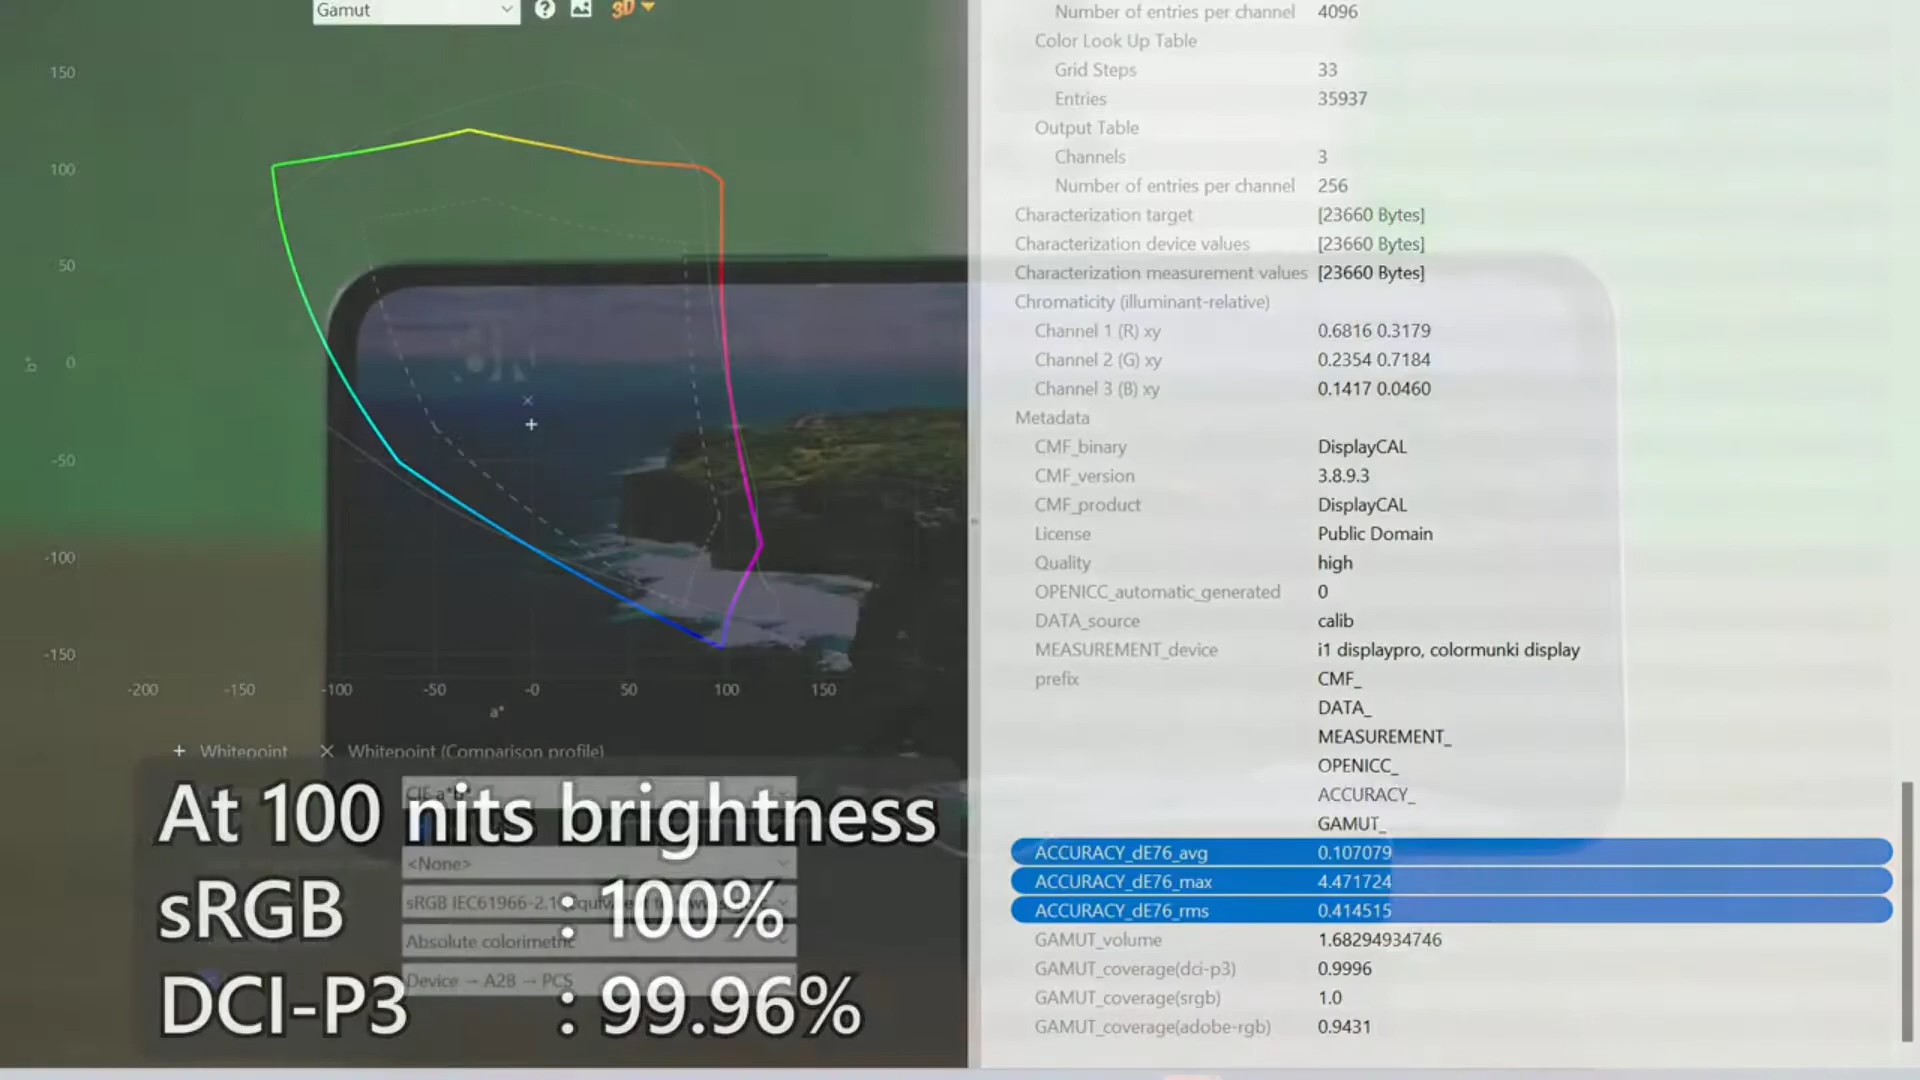 Gamut
3D
150
100
50
0
-50
-100
-150
b*
-200
-150
-100
-50
-0
50
100
150
a*
+ Whitepoint
× Whitepoint (Comparison profile)
CIE a*b*
<None>
Absolute colorimetric
Device → A2B → PCS
At 100 nits brightness
sRGB : 100%
DCI-P3 : 99.96%
Number of entries per channel 4096
Color Look Up Table
Grid Steps 33
Entries 35937
Output Table
Channels 3
Number of entries per channel 256
Characterization target [23660 Bytes]
Characterization device values [23660 Bytes]
Characterization measurement values [23660 Bytes]
Chromaticity (illuminant-relative)
Channel 1 (R) xy 0.6816 0.3179
Channel 2 (G) xy 0.2354 0.7184
Channel 3 (B) xy 0.1417 0.0460
Metadata
CMF_binary DisplayCAL
CMF_version 3.8.9.3
CMF_product DisplayCAL
License Public Domain
Quality high
OPENICC_automatic_generated 0
DATA_source calib
MEASUREMENT_device i1 displaypro, colormunki display
prefix CMF_
DATA_
MEASUREMENT_
OPENICC_
ACCURACY_
GAMUT_
ACCURACY_dE76_avg 0.107079
ACCURACY_dE76_max 4.471724
ACCURACY_dE76_rms 0.414515
GAMUT_volume 1.68294934746
GAMUT_coverage(dci-p3) 0.9996
GAMUT_coverage(srgb) 1.0
GAMUT_coverage(adobe-rgb) 0.9431